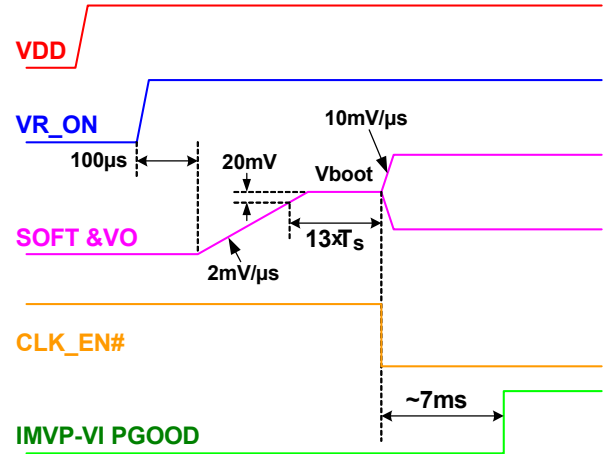 VDD
10mV/µs
VR_ON
100µs
20mV
Vboot
SOFT &VO
13xTs
2mV/µs
CLK_EN#
~7ms
IMVP-VI PGOOD